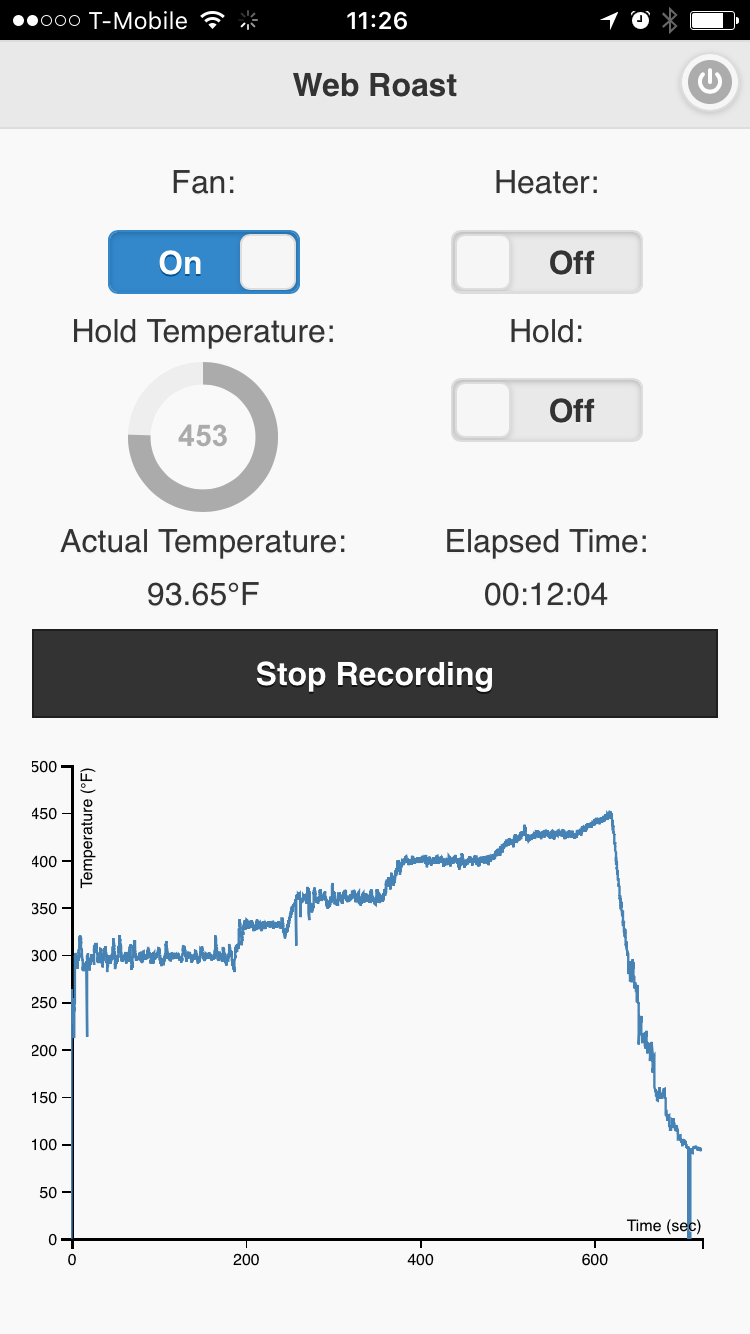 T-Mobile 11:26
Web Roast
Fan: Heater:
On Off
Hold Temperature: Hold:
453 Off
Actual Temperature: Elapsed Time:
93.65°F 00:12:04
Stop Recording
500
Temperature (°F)
450
400
350
300
250
200
150
100
50
0
Time (sec)
0 200 400 600